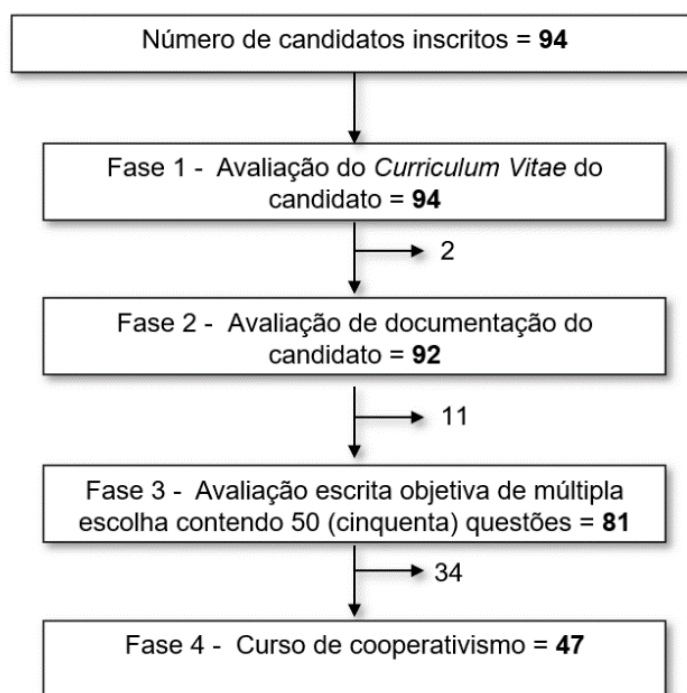 Número de candidatos inscritos = 94
Fase 1 - Avaliação do Curriculum Vitae do
candidato = 94
2
Fase 2 - Avaliação de documentação do
candidato = 92
11
Fase 3 - Avaliação escrita objetiva de múltipla
escolha contendo 50 (cinquenta) questões = 81
34
Fase 4 - Curso de cooperativismo = 47